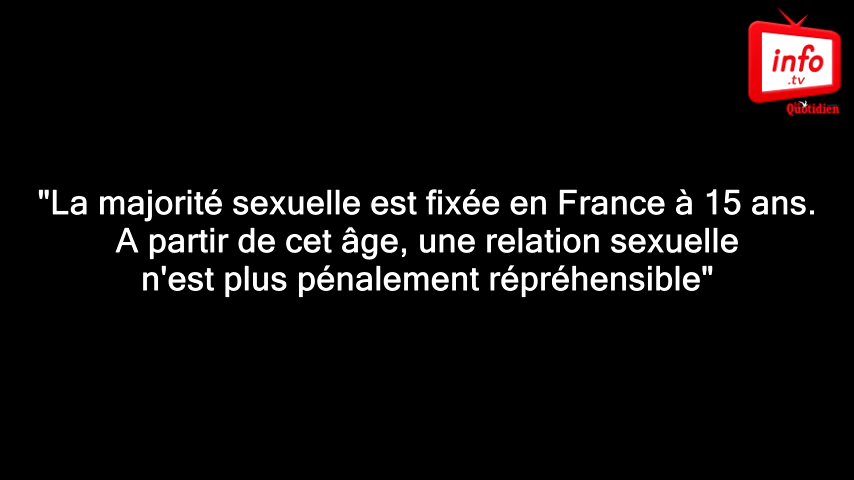 info
.tv
Quotidien
"La majorité sexuelle est fixée en France à 15 ans.
A partir de cet âge, une relation sexuelle
n'est plus pénalement répréhensible"